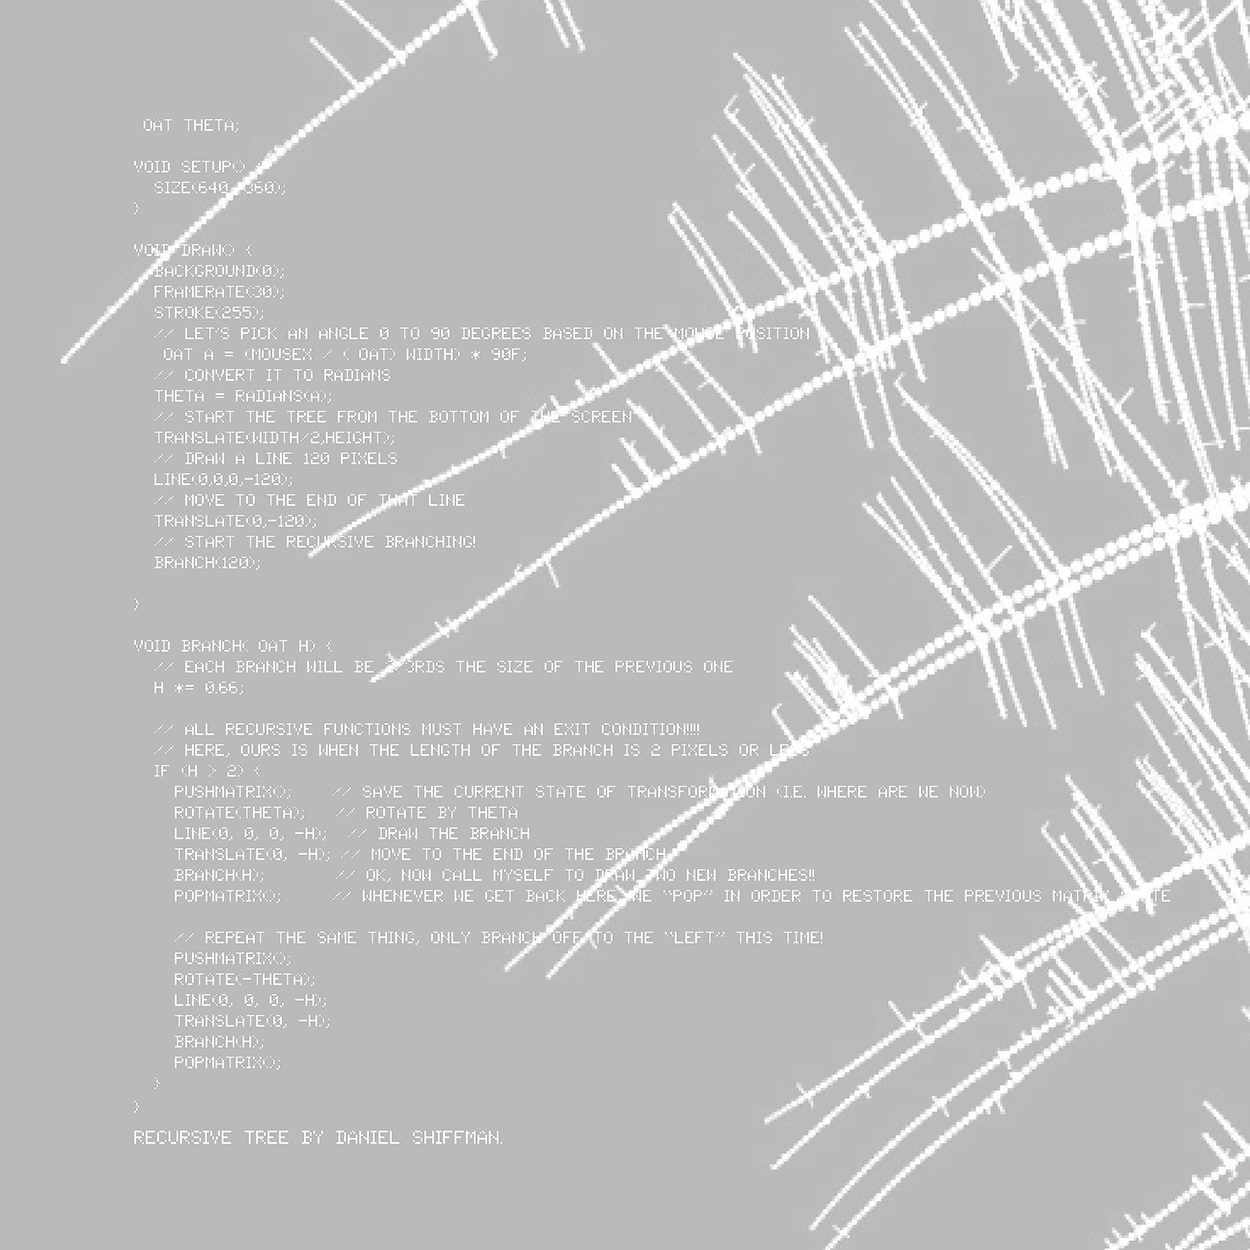 OAT THETA;
VOID SETUP() {
SIZE(640, 360);
}
VOID DRAW() {
BACKGROUND(0);
FRAMERATE(30);
STROKE(255);
// LET'S PICK AN ANGLE 0 TO 90 DEGREES BASED ON THE MOUSE POSITION
OAT A = (MOUSEX / ( OAT) WIDTH) * 90F;
// CONVERT IT TO RADIANS
THETA = RADIANS(A);
// START THE TREE FROM THE BOTTOM OF THE SCREEN
TRANSLATE(WIDTH/2,HEIGHT);
// DRAW A LINE 120 PIXELS
LINE(0,0,0,-120);
// MOVE TO THE END OF THAT LINE
TRANSLATE(0,-120);
// START THE RECURSIVE BRANCHING!
BRANCH(120);
}
VOID BRANCH( OAT H) {
// EACH BRANCH WILL BE 2/3RDS THE SIZE OF THE PREVIOUS ONE
H *= 0.66;
// ALL RECURSIVE FUNCTIONS MUST HAVE AN EXIT CONDITION!!!!
// HERE, OURS IS WHEN THE LENGTH OF THE BRANCH IS 2 PIXELS OR LESS
IF (H > 2) {
PUSHMATRIX(); // SAVE THE CURRENT STATE OF TRANSFORMATION (I.E. WHERE ARE WE NOW)
ROTATE(THETA); // ROTATE BY THETA
LINE(0, 0, 0, -H); // DRAW THE BRANCH
TRANSLATE(0, -H); // MOVE TO THE END OF THE BRANCH
BRANCH(H); // OK, NOW CALL MYSELF TO DRAW TWO NEW BRANCHES!!
POPMATRIX(); // WHENEVER WE GET BACK HERE, WE "POP" IN ORDER TO RESTORE THE PREVIOUS MATRIX STATE
// REPEAT THE SAME THING, ONLY BRANCH OFF TO THE "LEFT" THIS TIME!
PUSHMATRIX();
ROTATE(-THETA);
LINE(0, 0, 0, -H);
TRANSLATE(0, -H);
BRANCH(H);
POPMATRIX();
}
}
RECURSIVE TREE BY DANIEL SHIFFMAN.